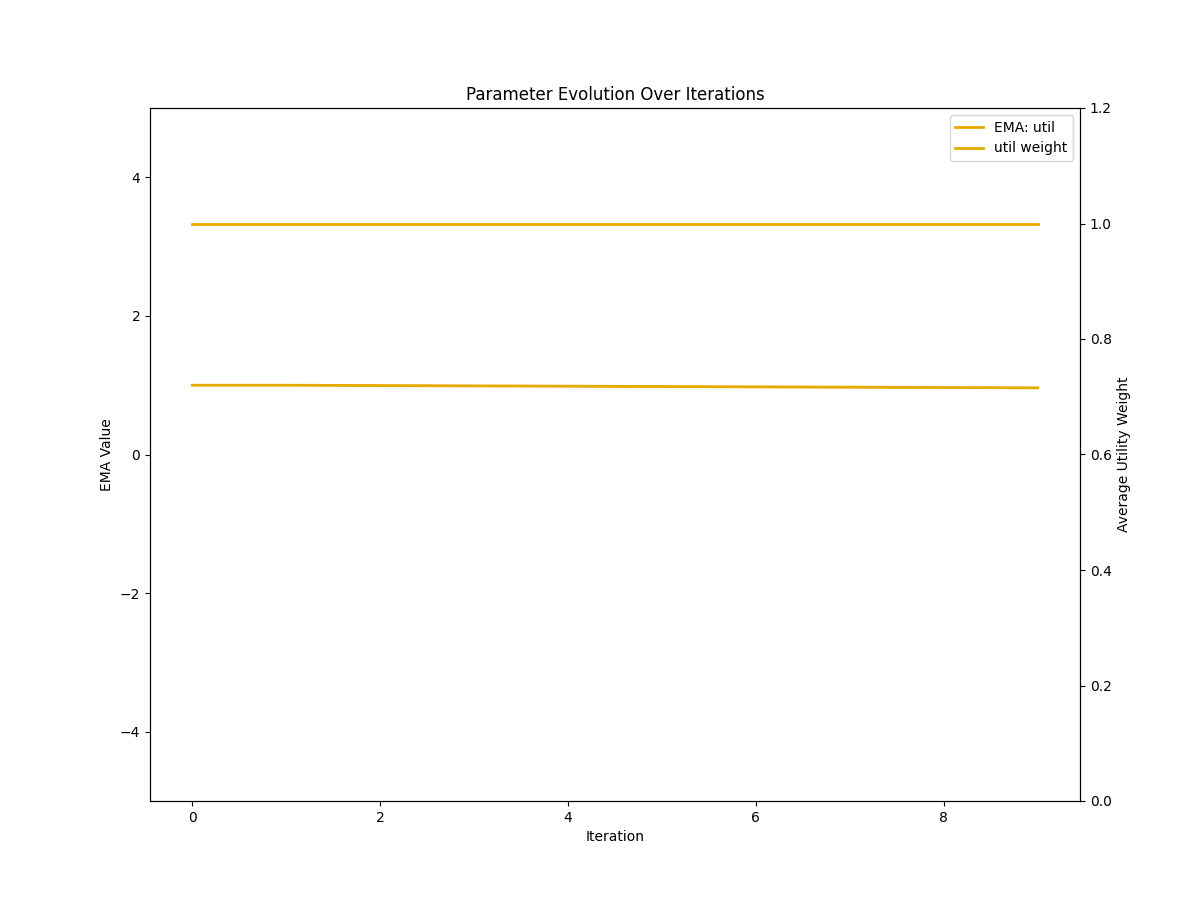 Parameter Evolution Over Iterations
EMA: util
util weight
4
2
0
−2
−4
EMA Value
1.2
1.0
0.8
0.6
0.4
0.2
0.0
Average Utility Weight
0 2 4 6 8
Iteration